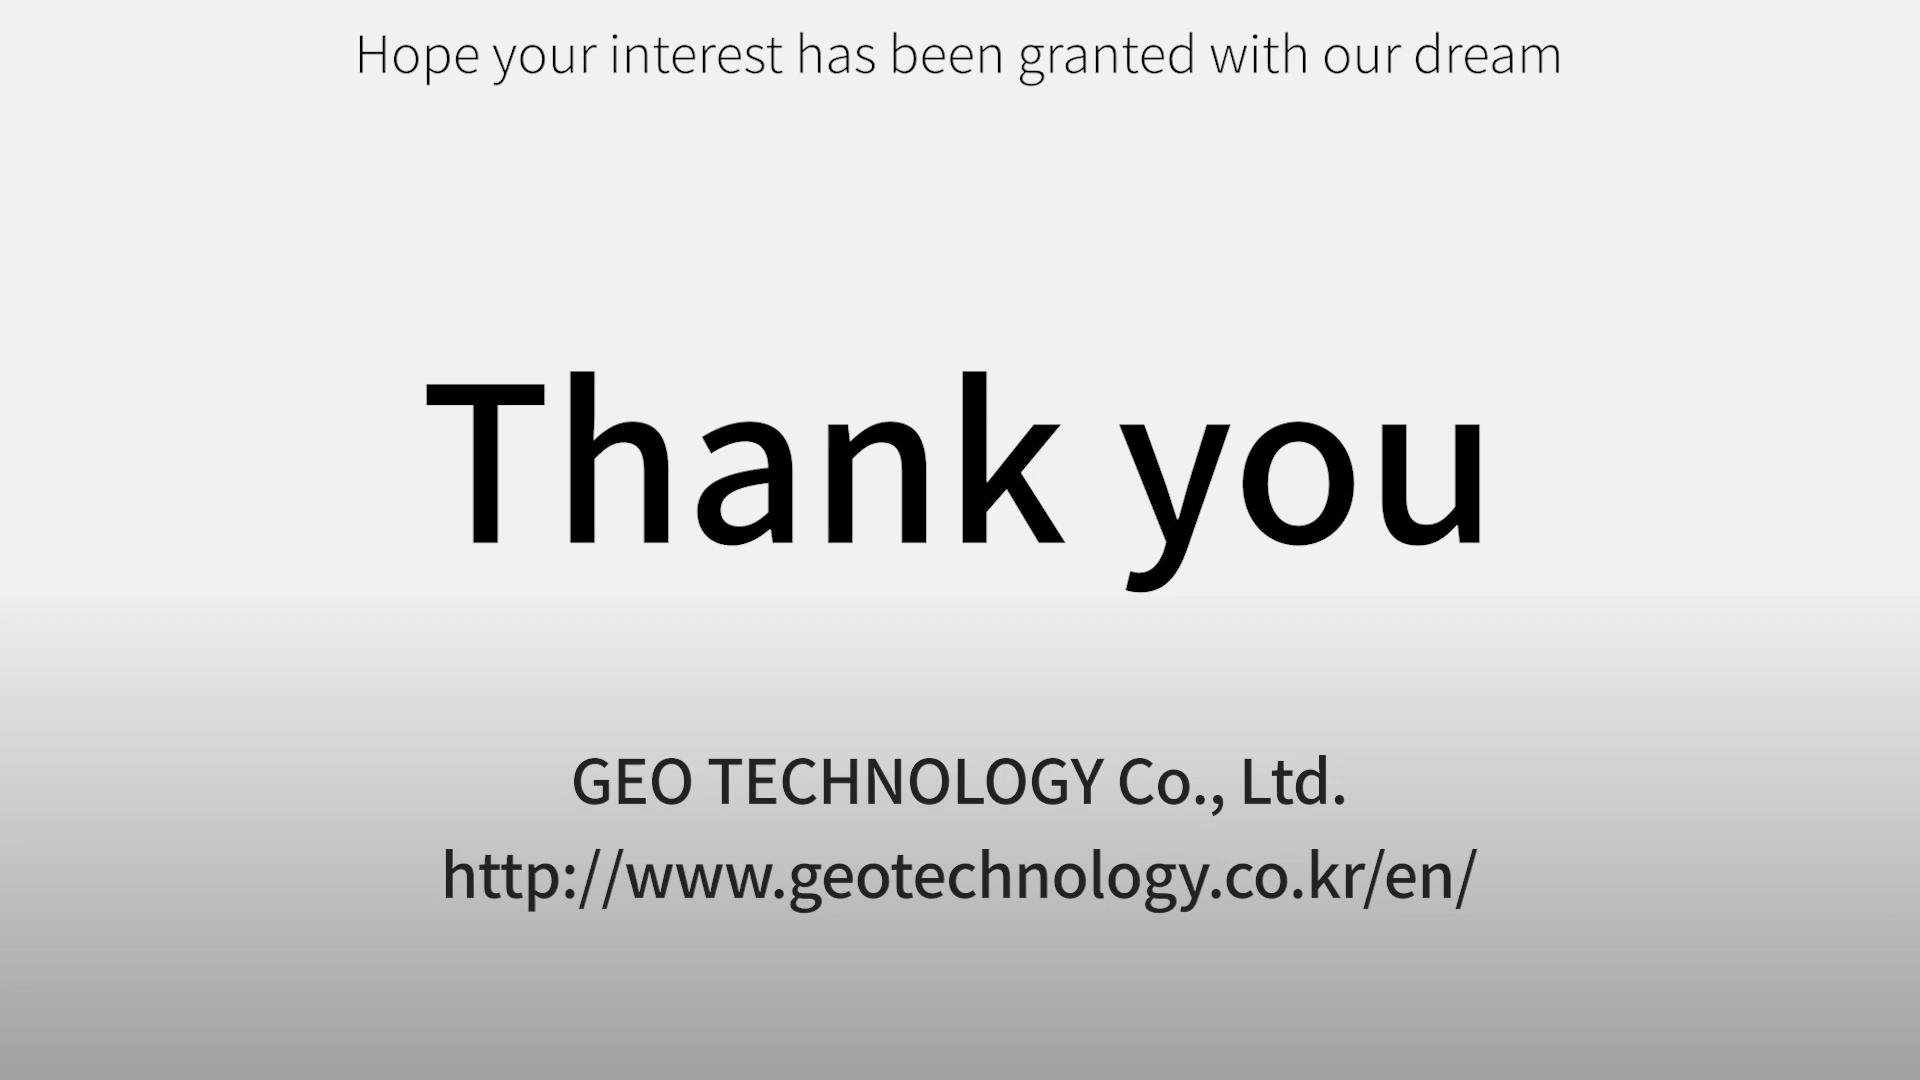 Hope your interest has been granted with our dream
Thank you
GEO TECHNOLOGY Co., Ltd.
http://www.geotechnology.co.kr/en/